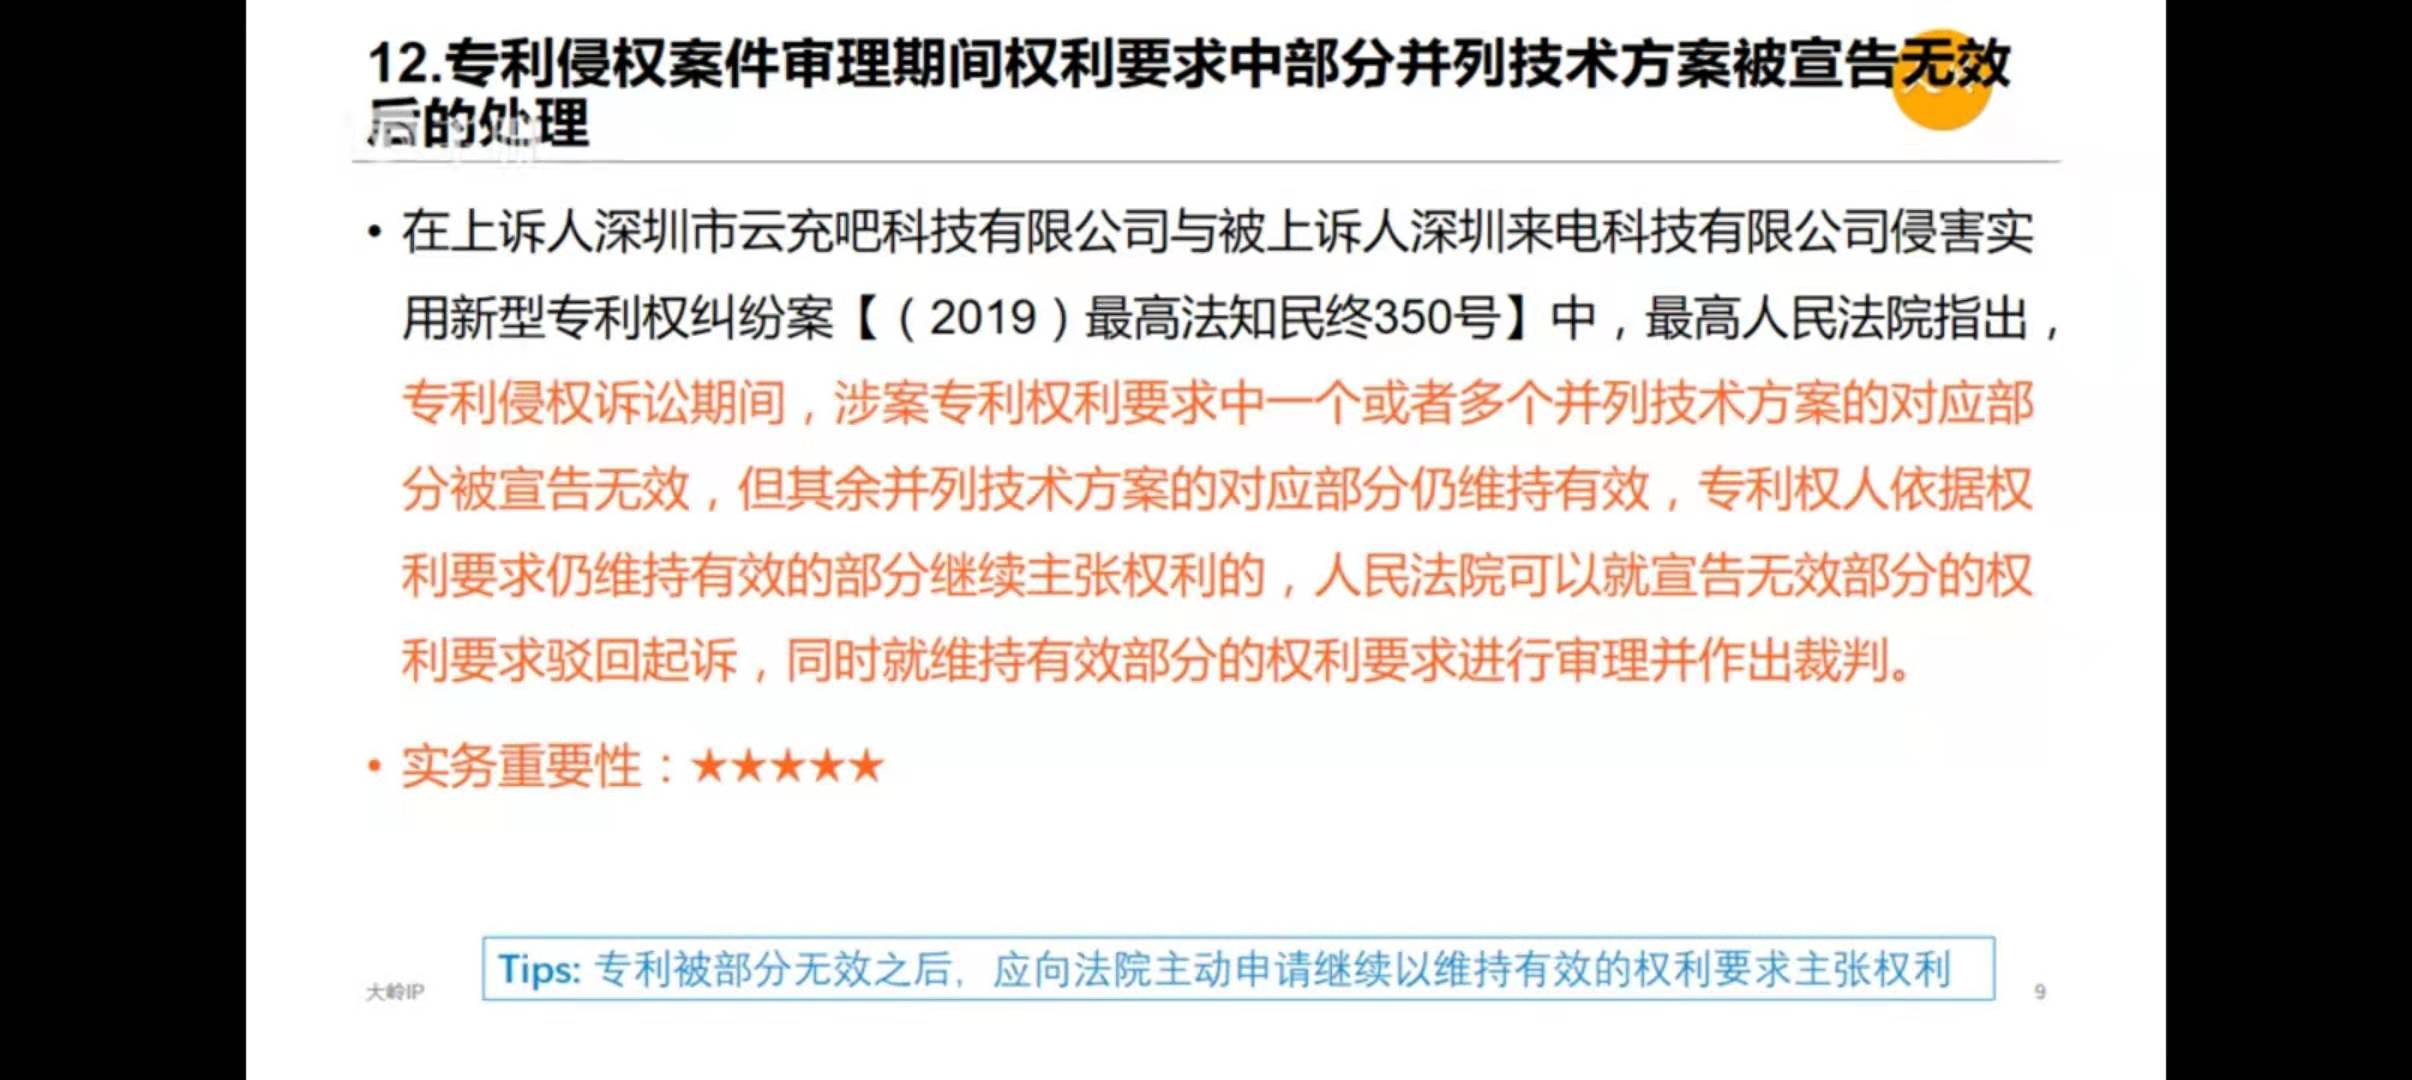 12.专利侵权案件审理期间权利要求中部分并列技术方案被宣告无效
后的处理
• 在上诉人深圳市云充吧科技有限公司与被上诉人深圳来电科技有限公司侵害实
用新型专利权纠纷案【（2019）最高法知民终350号】中，最高人民法院指出，
专利侵权诉讼期间，涉案专利权利要求中一个或者多个并列技术方案的对应部
分被宣告无效，但其余并列技术方案的对应部分仍维持有效，专利权人依据权
利要求仍维持有效的部分继续主张权利的，人民法院可以就宣告无效部分的权
利要求驳回起诉，同时就维持有效部分的权利要求进行审理并作出裁判。
• 实务重要性：★★★★★
Tips: 专利被部分无效之后，应向法院主动申请继续以维持有效的权利要求主张权利
大岭IP
9